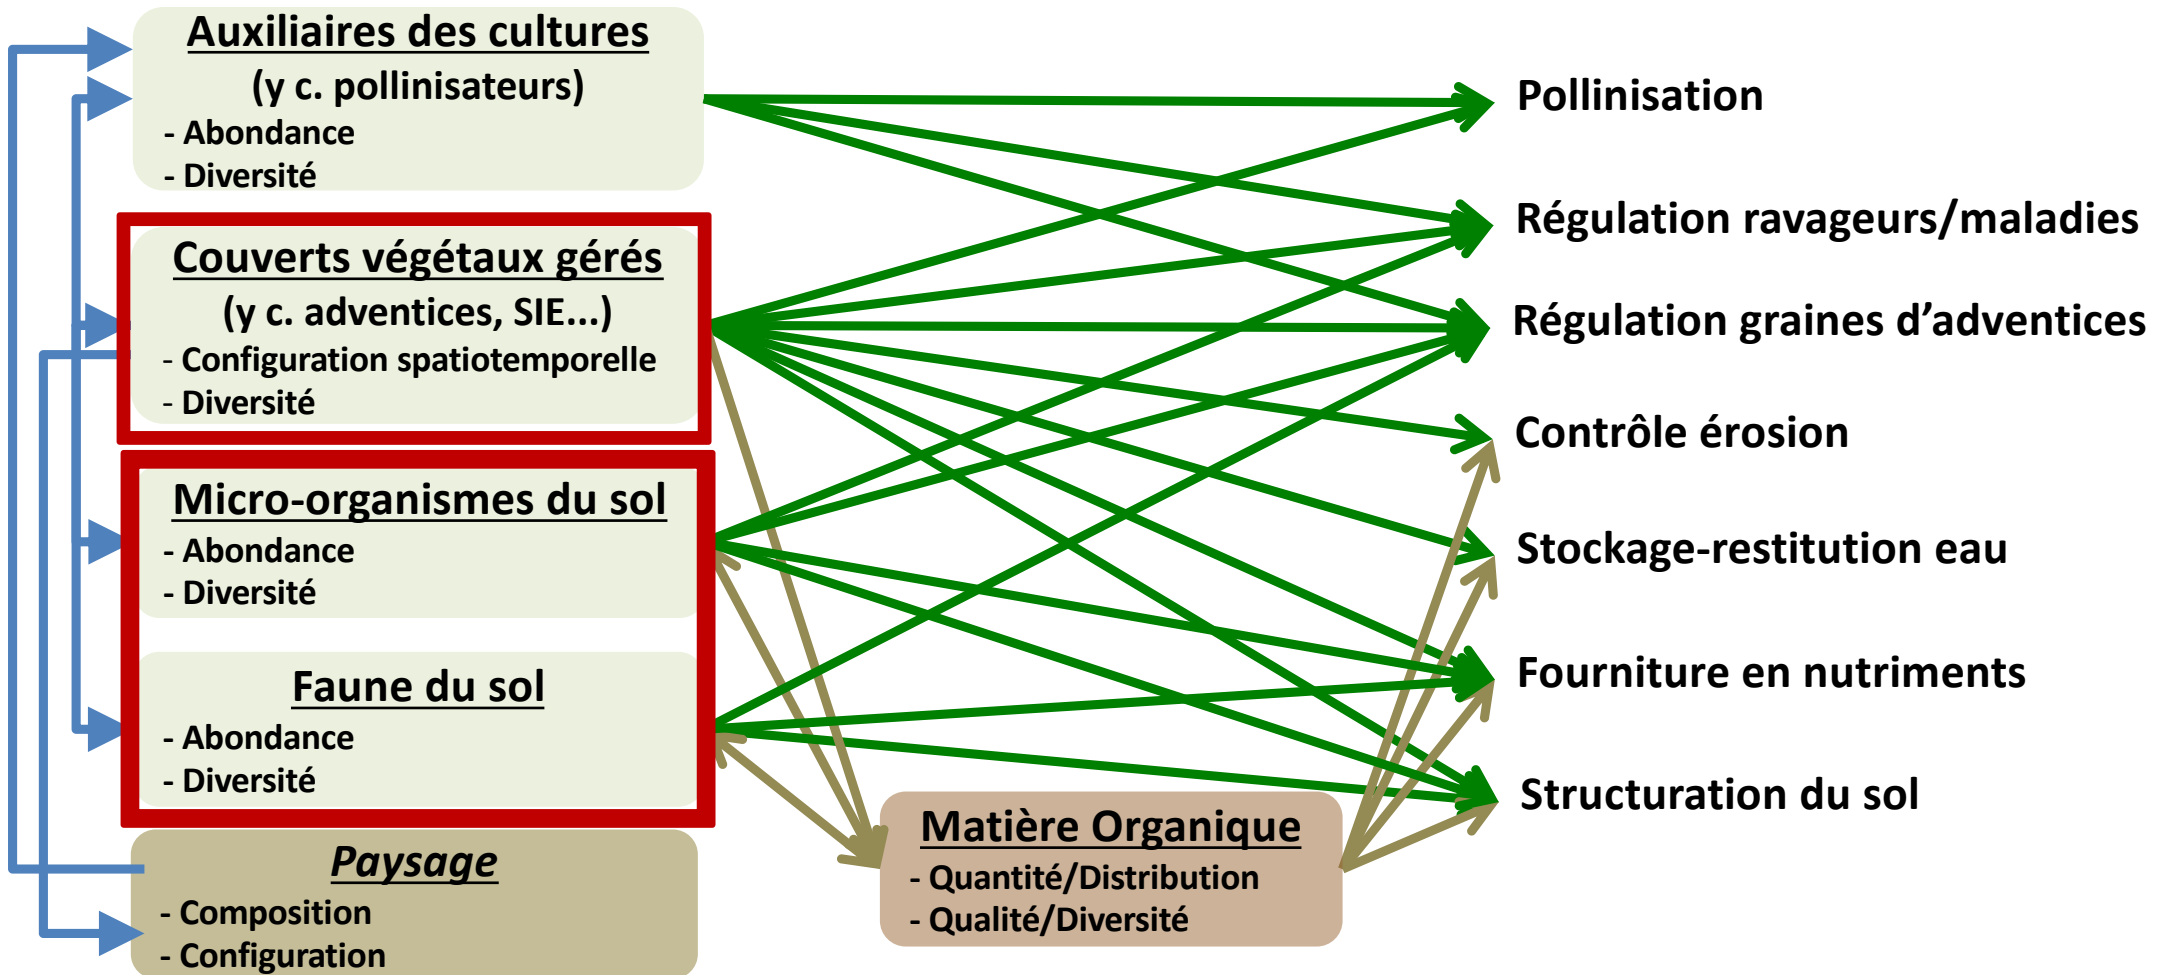 Auxiliaires des cultures
(y c. pollinisateurs)
- Abondance
- Diversité
Couverts végétaux gérés
(y c. adventices, SIE...)
- Configuration spatiotemporelle
- Diversité
Micro-organismes du sol
- Abondance
- Diversité
Faune du sol
- Abondance
- Diversité
Paysage
- Composition
- Configuration
Matière Organique
- Quantité/Distribution
- Qualité/Diversité
Pollinisation
Régulation ravageurs/maladies
Régulation graines d’adventices
Contrôle érosion
Stockage-restitution eau
Fourniture en nutriments
Structuration du sol